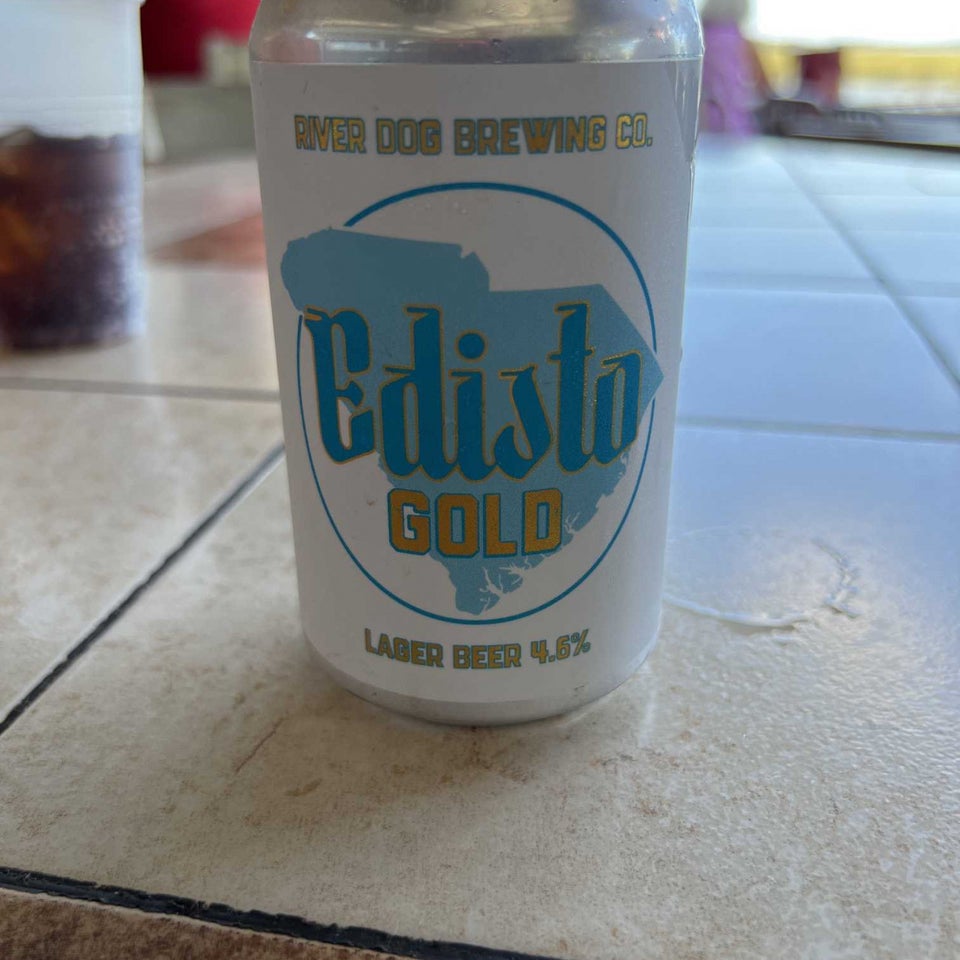 RIVER DOG BREWING CO.
Edisto
GOLD
LAGER BEER 4.6%